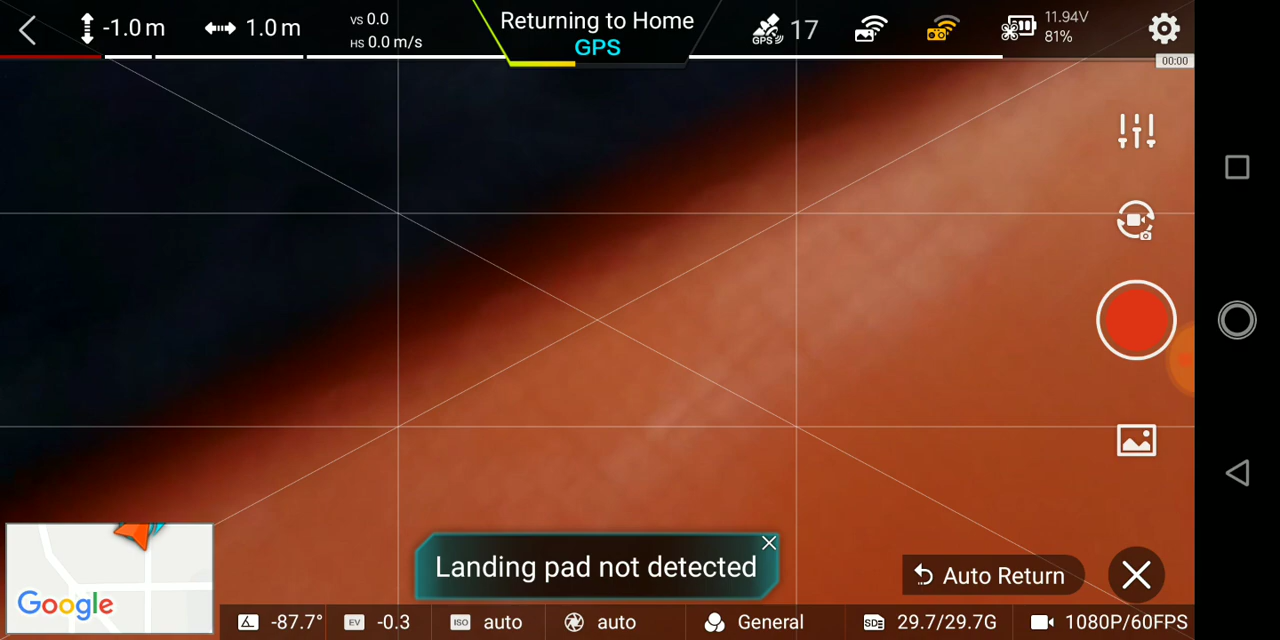 -1.0 m
1.0 m
VS 0.0
HS 0.0 m/s
Returning to Home
GPS
GPS
17
11.94V
81%
00:00
Landing pad not detected
Auto Return
Google
-87.7°
EV
-0.3
ISO
auto
auto
General
SD
29.7/29.7G
1080P/60FPS